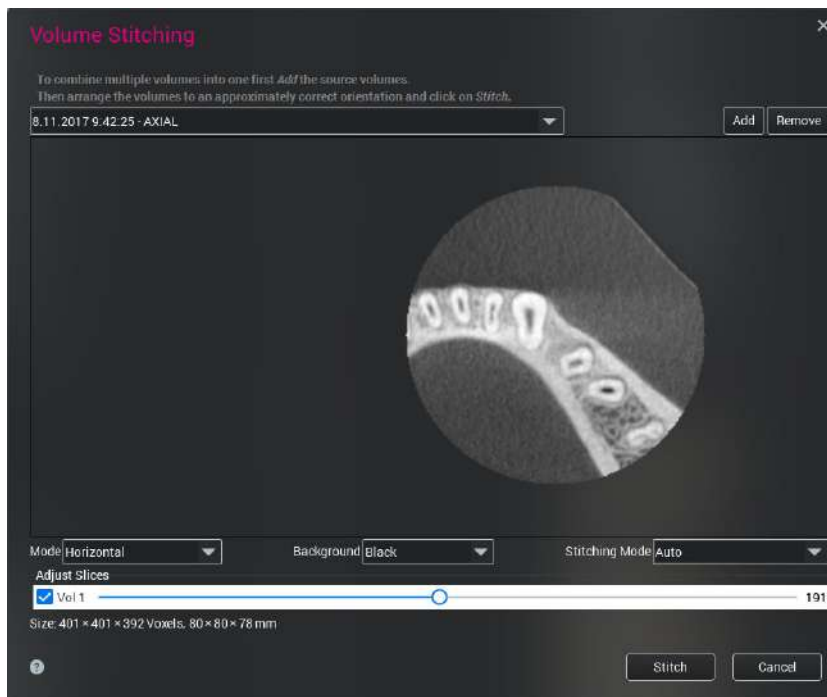 Volume Stitching
To combine multiple volumes into one first Add the source volumes.
Then arrange the volumes to an approximately correct orientation and click on Stitch.
8.11.2017 9:42:25 - AXIAL
Add Remove
Mode Horizontal Background Black Stitching Mode Auto
Adjust Slices
Vol 1 191
Size: 401 × 401 × 392 Voxels, 80 × 80 × 78 mm
? Stitch Cancel